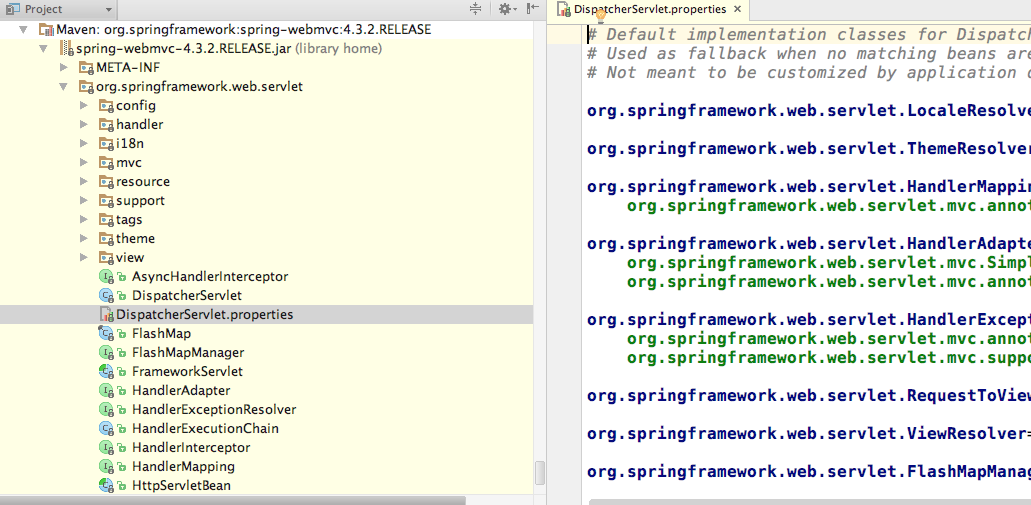 Project
Maven: org.springframework:spring-webmvc:4.3.2.RELEASE
spring-webmvc-4.3.2.RELEASE.jar (library home)
META-INF
org.springframework.web.servlet
config
handler
i18n
mvc
resource
support
tags
theme
view
AsyncHandlerInterceptor
DispatcherServlet
DispatcherServlet.properties
FlashMap
FlashMapManager
FrameworkServlet
HandlerAdapter
HandlerExceptionResolver
HandlerExecutionChain
HandlerInterceptor
HandlerMapping
HttpServletBean
DispatcherServlet.properties
# Default implementation classes for Dispatc
# Used as fallback when no matching beans are
# Not meant to be customized by application
org.springframework.web.servlet.LocaleResolve
org.springframework.web.servlet.ThemeResolver
org.springframework.web.servlet.HandlerMappin
org.springframework.web.servlet.mvc.annot
org.springframework.web.servlet.HandlerAdapte
org.springframework.web.servlet.mvc.Simpl
org.springframework.web.servlet.mvc.annot
org.springframework.web.servlet.HandlerExcept
org.springframework.web.servlet.mvc.annot
org.springframework.web.servlet.mvc.suppo
org.springframework.web.servlet.RequestToView
org.springframework.web.servlet.ViewResolver=
org.springframework.web.servlet.FlashMapManag